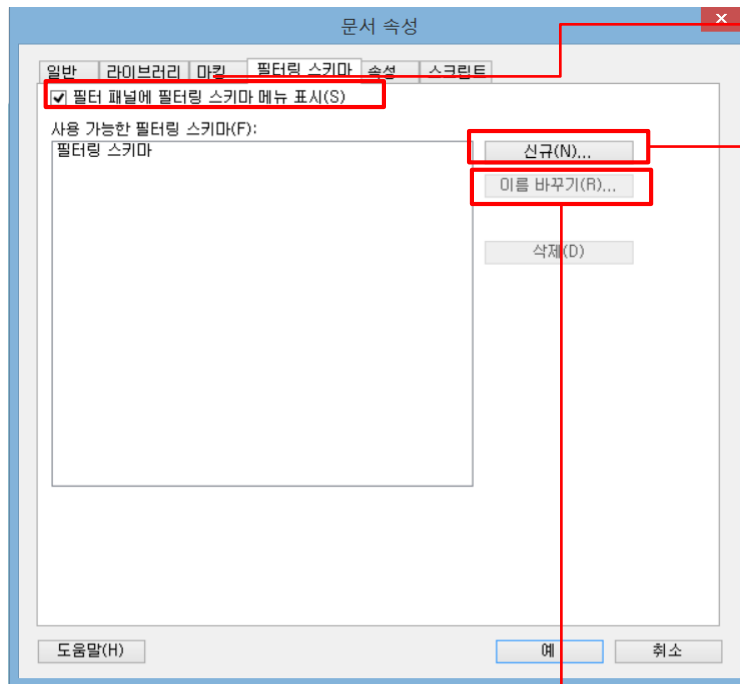 문서 속성
일반 라이브러리 마킹 필터링 스키마 속성 스크립트
필터 패널에 필터링 스키마 메뉴 표시(S)
사용 가능한 필터링 스키마(F):
필터링 스키마
신규(N)...
이름 바꾸기(R)...
삭제(D)
도움말(H) 예 취소